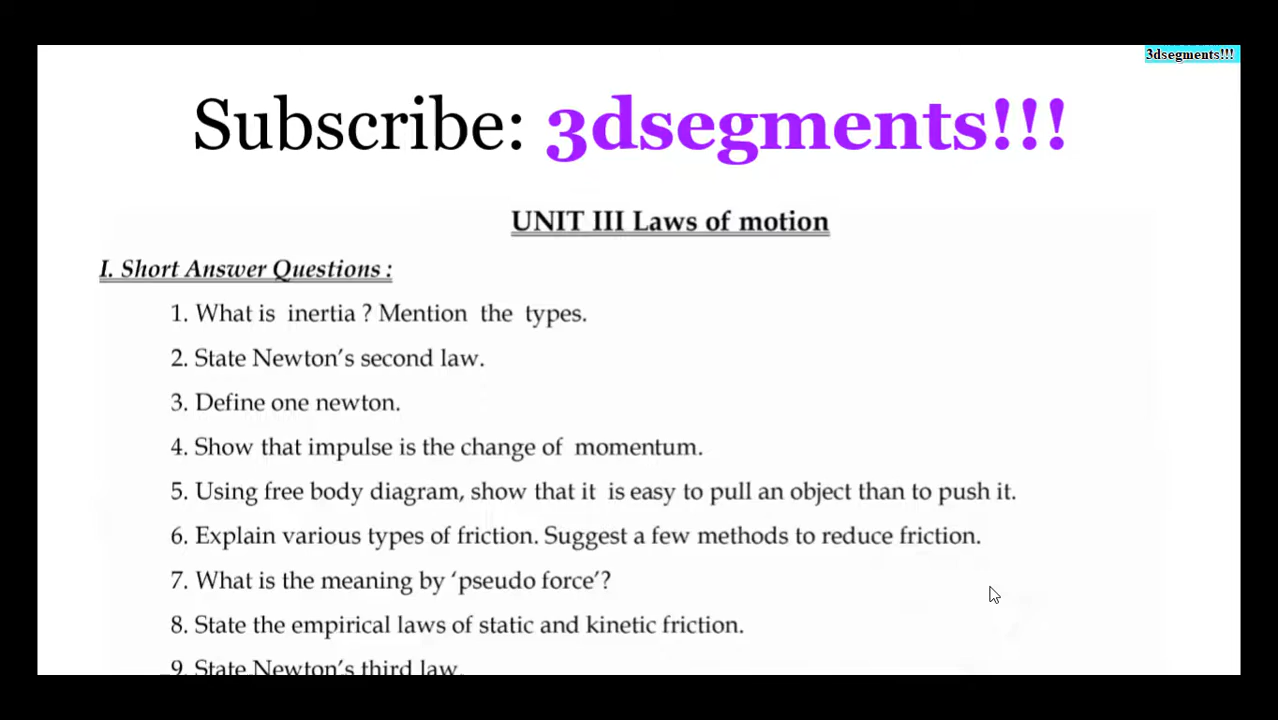 3dsegments!!!
Subscribe: 3dsegments!!!
UNIT III Laws of motion
I. Short Answer Questions :
1. What is inertia ? Mention the types.
2. State Newton’s second law.
3. Define one newton.
4. Show that impulse is the change of momentum.
5. Using free body diagram, show that it is easy to pull an object than to push it.
6. Explain various types of friction. Suggest a few methods to reduce friction.
7. What is the meaning by ‘pseudo force’?
8. State the empirical laws of static and kinetic friction.
9. State Newton’s third law.